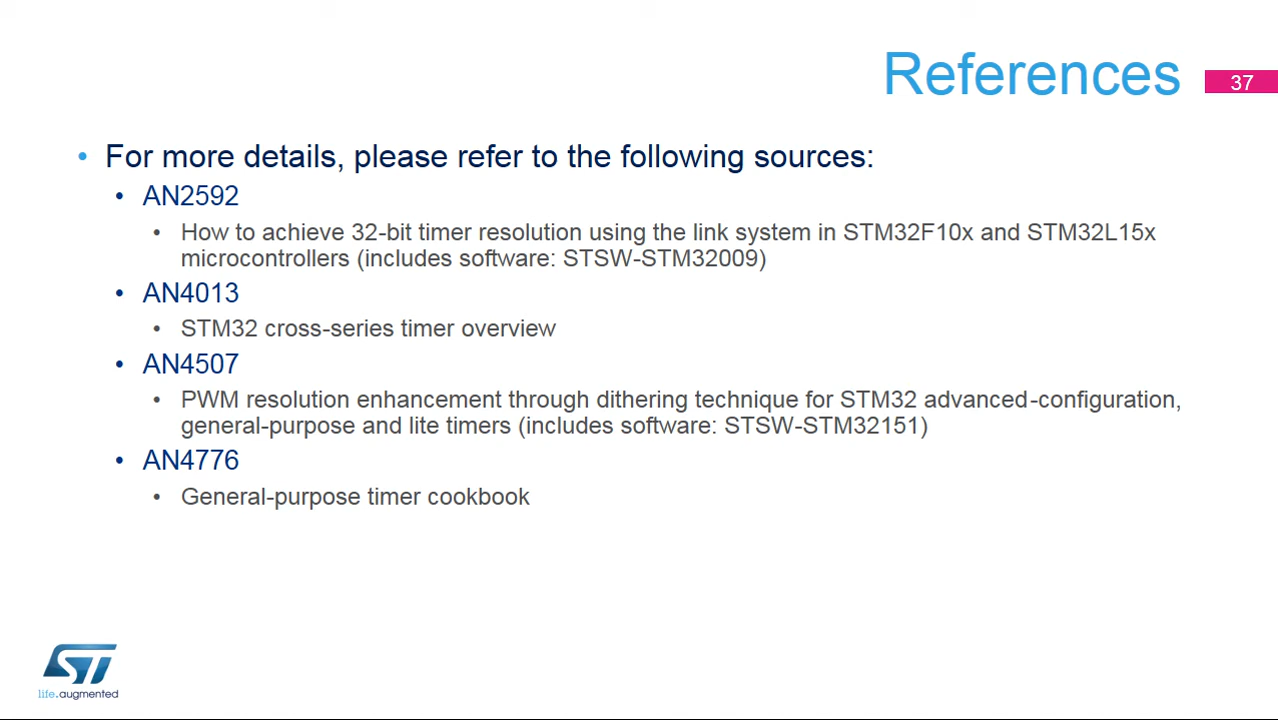 References
37
• For more details, please refer to the following sources:
• AN2592
• How to achieve 32-bit timer resolution using the link system in STM32F10x and STM32L15x
microcontrollers (includes software: STSW-STM32009)
• AN4013
• STM32 cross-series timer overview
• AN4507
• PWM resolution enhancement through dithering technique for STM32 advanced-configuration,
general-purpose and lite timers (includes software: STSW-STM32151)
• AN4776
• General-purpose timer cookbook
ST
life.augmented